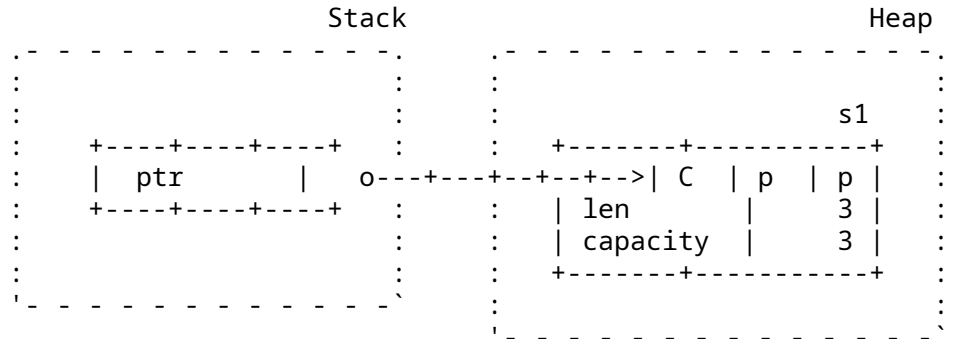 Stack Heap
s1
ptr o---+---+--+--+-->| C | p | p |
| len | 3 |
| capacity | 3 |